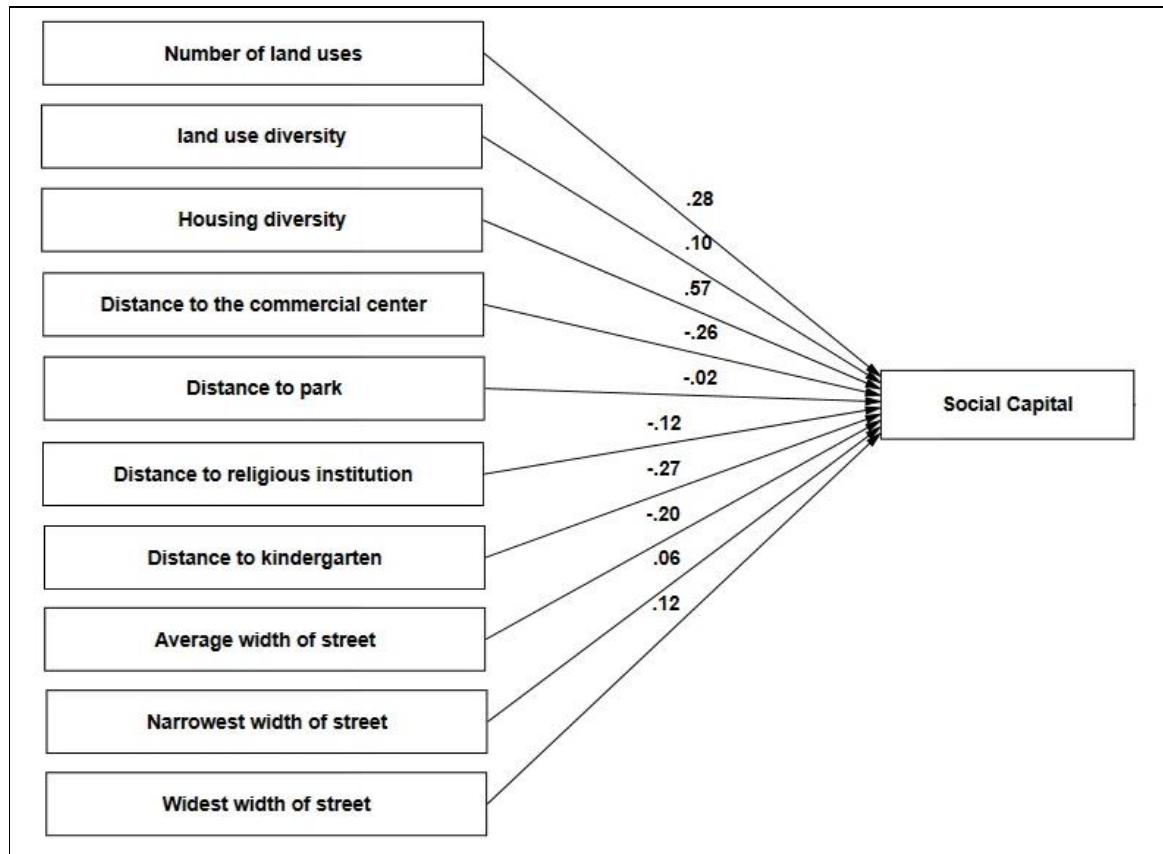 Number of land uses
land use diversity
Housing diversity
Distance to the commercial center
Distance to park
Distance to religious institution
Distance to kindergarten
Average width of street
Narrowest width of street
Widest width of street
.28
.10
.57
-.26
-.02
-.12
-.27
-.20
.06
.12
Social Capital